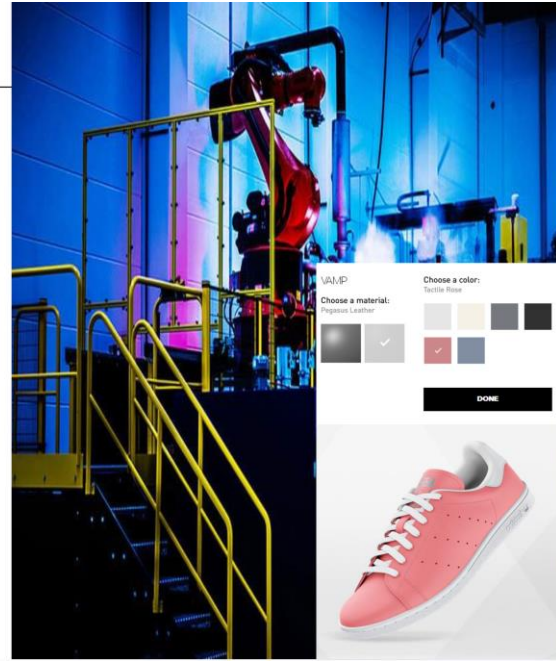 VAMP
Choose a material:
Pegasus Leather
Choose a color:
Tactile Rose
DONE